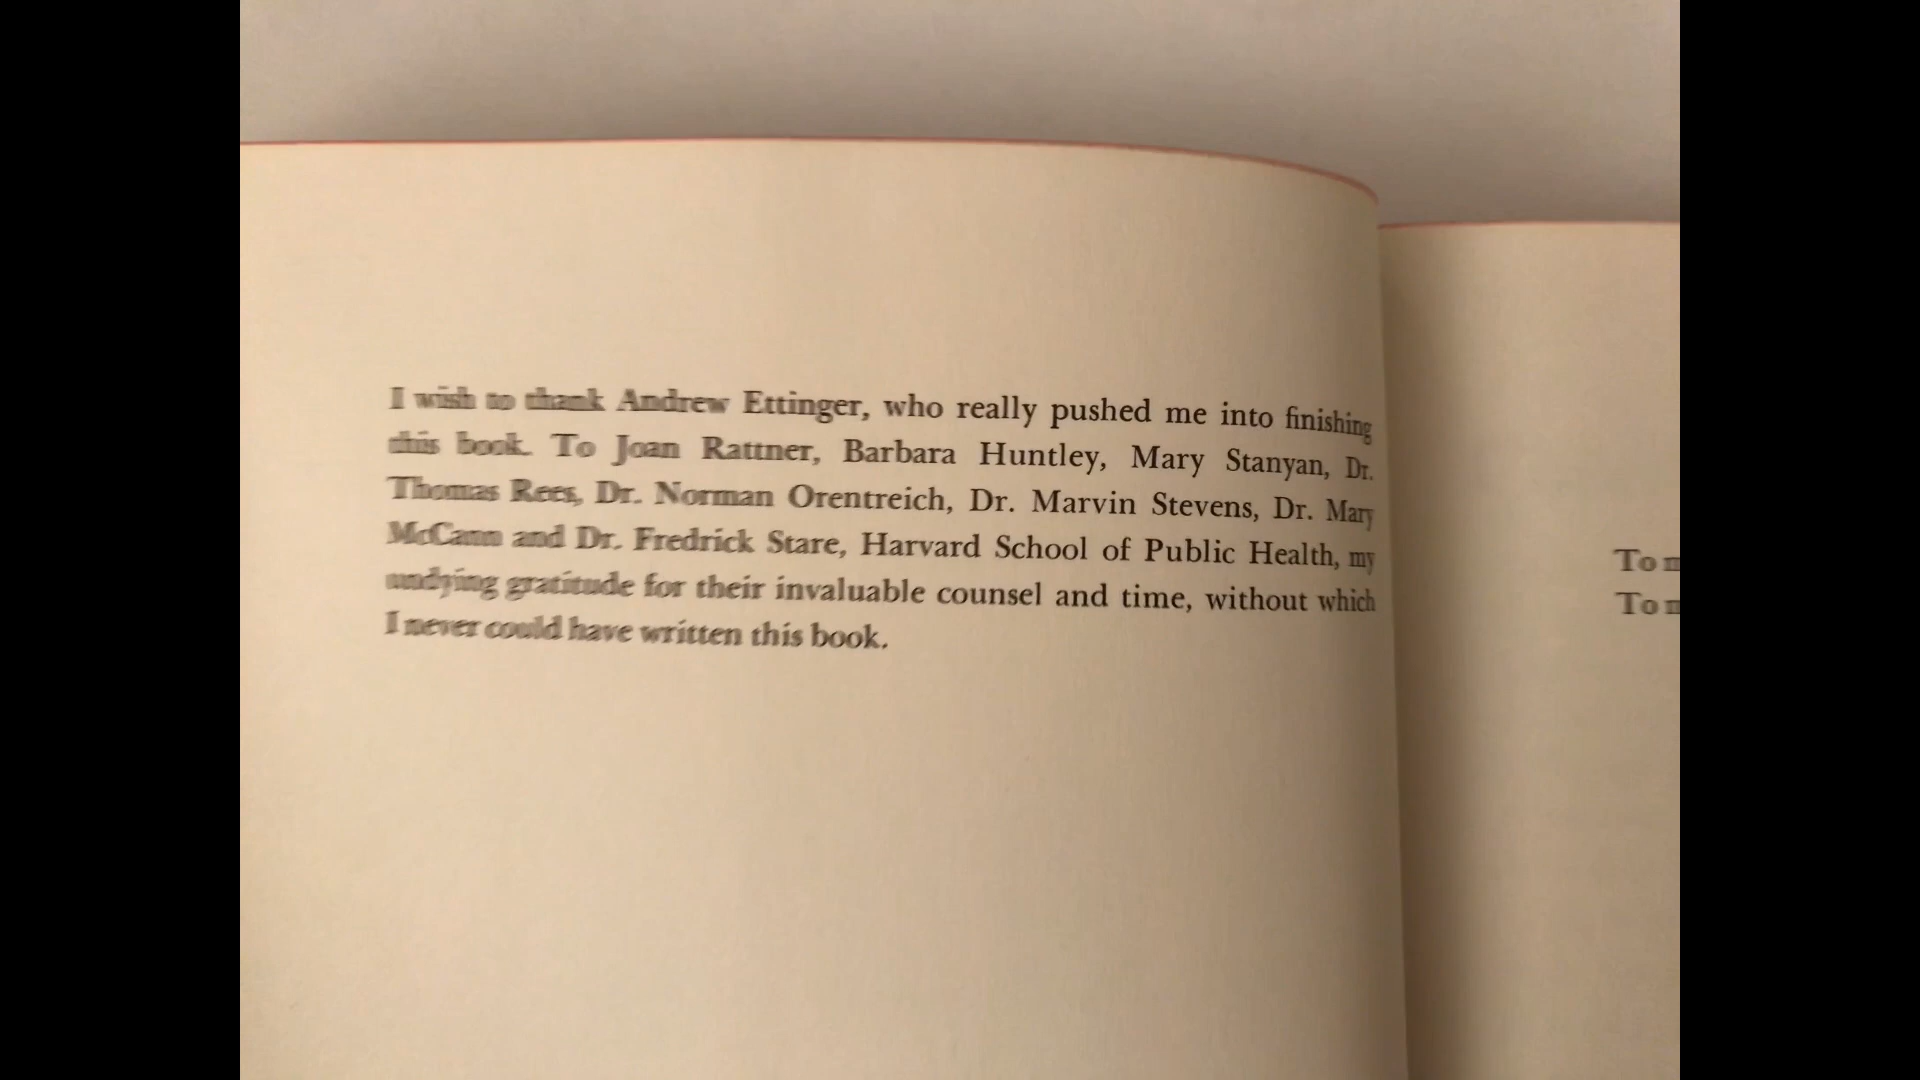 I wish to thank Andrew Ettinger, who really pushed me into finishing
this book. To Joan Rattner, Barbara Huntley, Mary Stanyan, Dr.
Thomas Rees, Dr. Norman Orentreich, Dr. Marvin Stevens, Dr. Mary
McCann and Dr. Fredrick Stare, Harvard School of Public Health, my
undying gratitude for their invaluable counsel and time, without which
I never could have written this book.
To
To